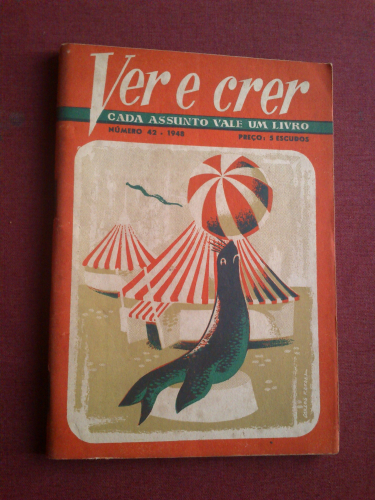 Ver e crer
CADA ASSUNTO VALE UM LIVRO
NÚMERO 42 - 1948 PREÇO: 5 ESCUDOS